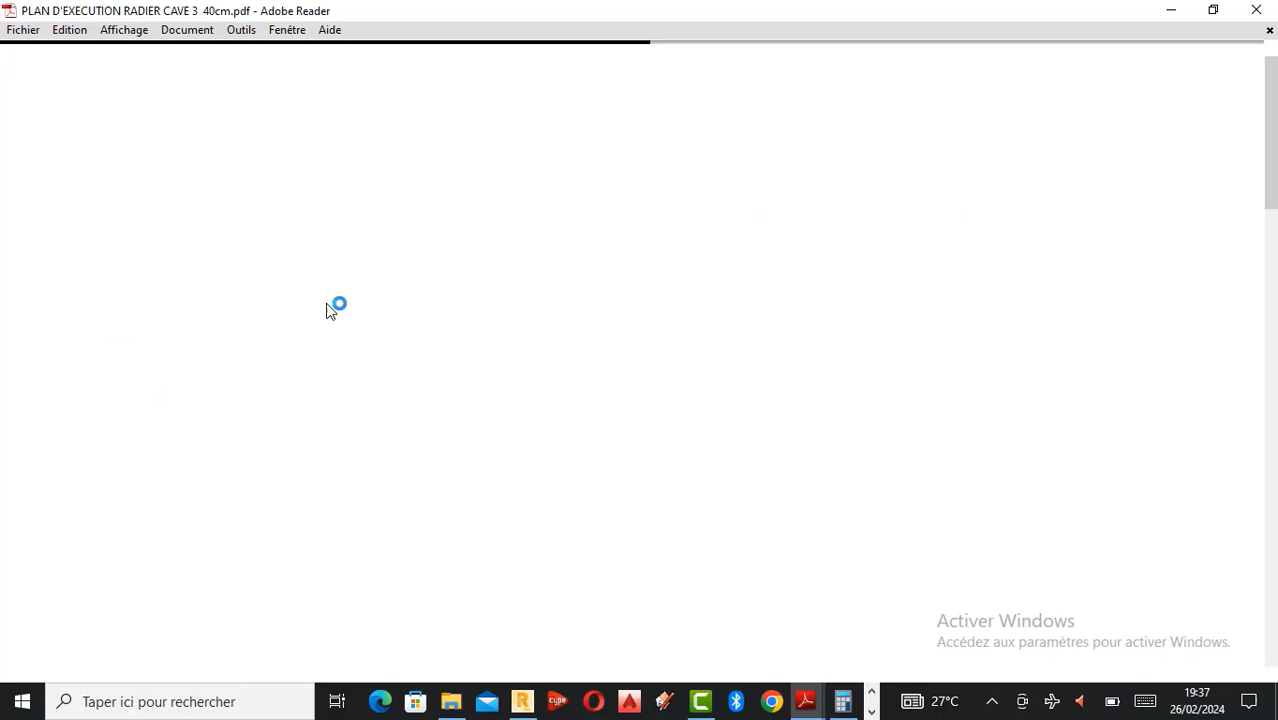 PLAN D'EXECUTION RADIER CAVE 3  40cm.pdf - Adobe Reader
Fichier Edition Affichage Document Outils Fenêtre Aide
Activer Windows
Accédez aux paramètres pour activer Windows.
Taper ici pour rechercher
27°C
19:37
26/02/2024